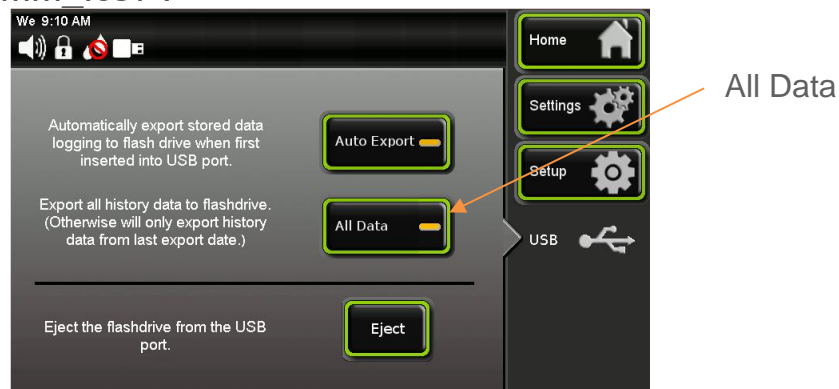 We 9:10 AM
Home
Settings
All Data
Automatically export stored data
logging to flash drive when first
inserted into USB port.
Auto Export
Setup
Export all history data to flashdrive.
(Otherwise will only export history
data from last export date.)
All Data
USB
Eject the flashdrive from the USB
port.
Eject